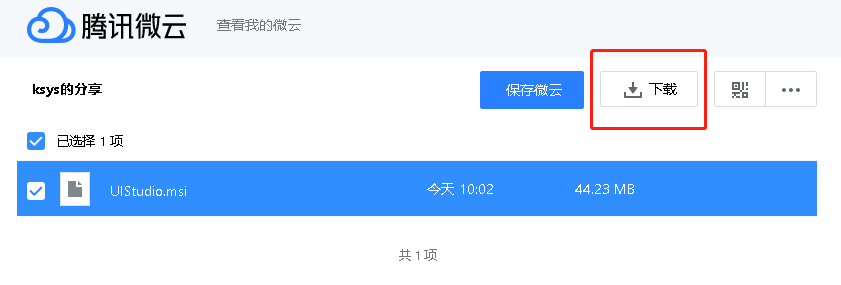 腾讯微云 查看我的微云
ksys的分享 保存微云 下载
已选择 1 项
UIStudio.msi 今天 10:02 44.23 MB
共 1 项